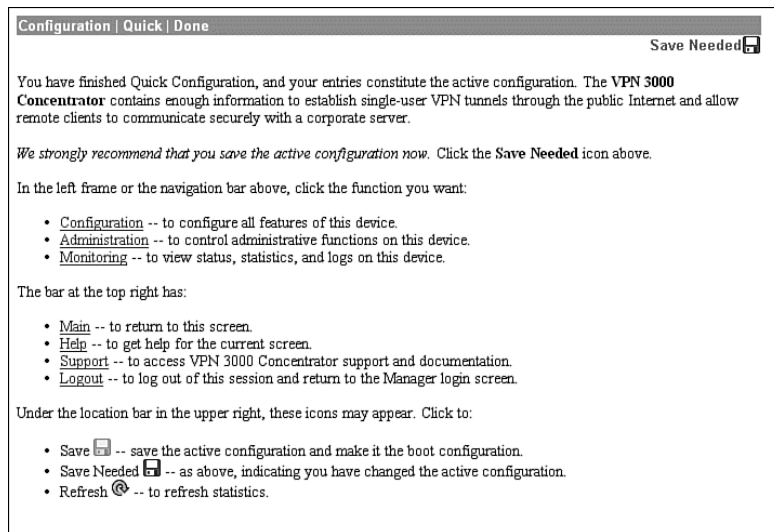 Configuration | Quick | Done
Save Needed
You have finished Quick Configuration, and your entries constitute the active configuration. The VPN 3000
Concentrator contains enough information to establish single-user VPN tunnels through the public Internet and allow
remote clients to communicate securely with a corporate server.
We strongly recommend that you save the active configuration now. Click the Save Needed icon above.
In the left frame or the navigation bar above, click the function you want:
• Configuration -- to configure all features of this device.
• Administration -- to control administrative functions on this device.
• Monitoring -- to view status, statistics, and logs on this device.
The bar at the top right has:
• Main -- to return to this screen.
• Help -- to get help for the current screen.
• Support -- to access VPN 3000 Concentrator support and documentation.
• Logout -- to log out of this session and return to the Manager login screen.
Under the location bar in the upper right, these icons may appear. Click to:
• Save -- save the active configuration and make it the boot configuration.
• Save Needed -- as above, indicating you have changed the active configuration.
• Refresh -- to refresh statistics.